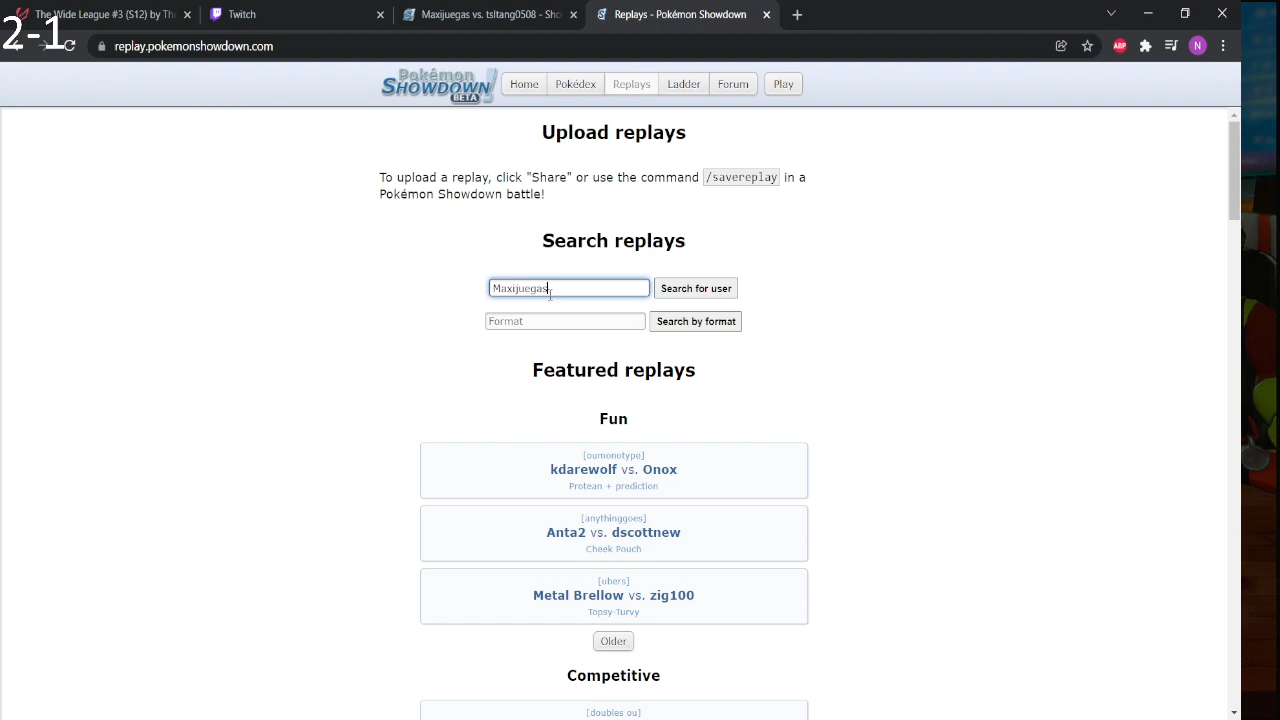 2-1
The Wide League #3 (S12) by The
Twitch
Maxijuegas vs. tsltang0508 - Sho
Replays - Pokémon Showdown
replay.pokemonshowdown.com
ABP
N
Pokémon
SHOWDOWN!
BETA
Home
Pokédex
Replays
Ladder
Forum
Play
Upload replays
To upload a replay, click "Share" or use the command /savereplay in a
Pokémon Showdown battle!
Search replays
Maxijuegas
Search for user
Format
Search by format
Featured replays
Fun
[oumonotype]
kdarewolf vs. Onox
Protean + prediction
[anythinggoes]
Anta2 vs. dscottnew
Cheek Pouch
[ubers]
Metal Brellow vs. zig100
Topsy-Turvy
Older
Competitive
[doubles ou]